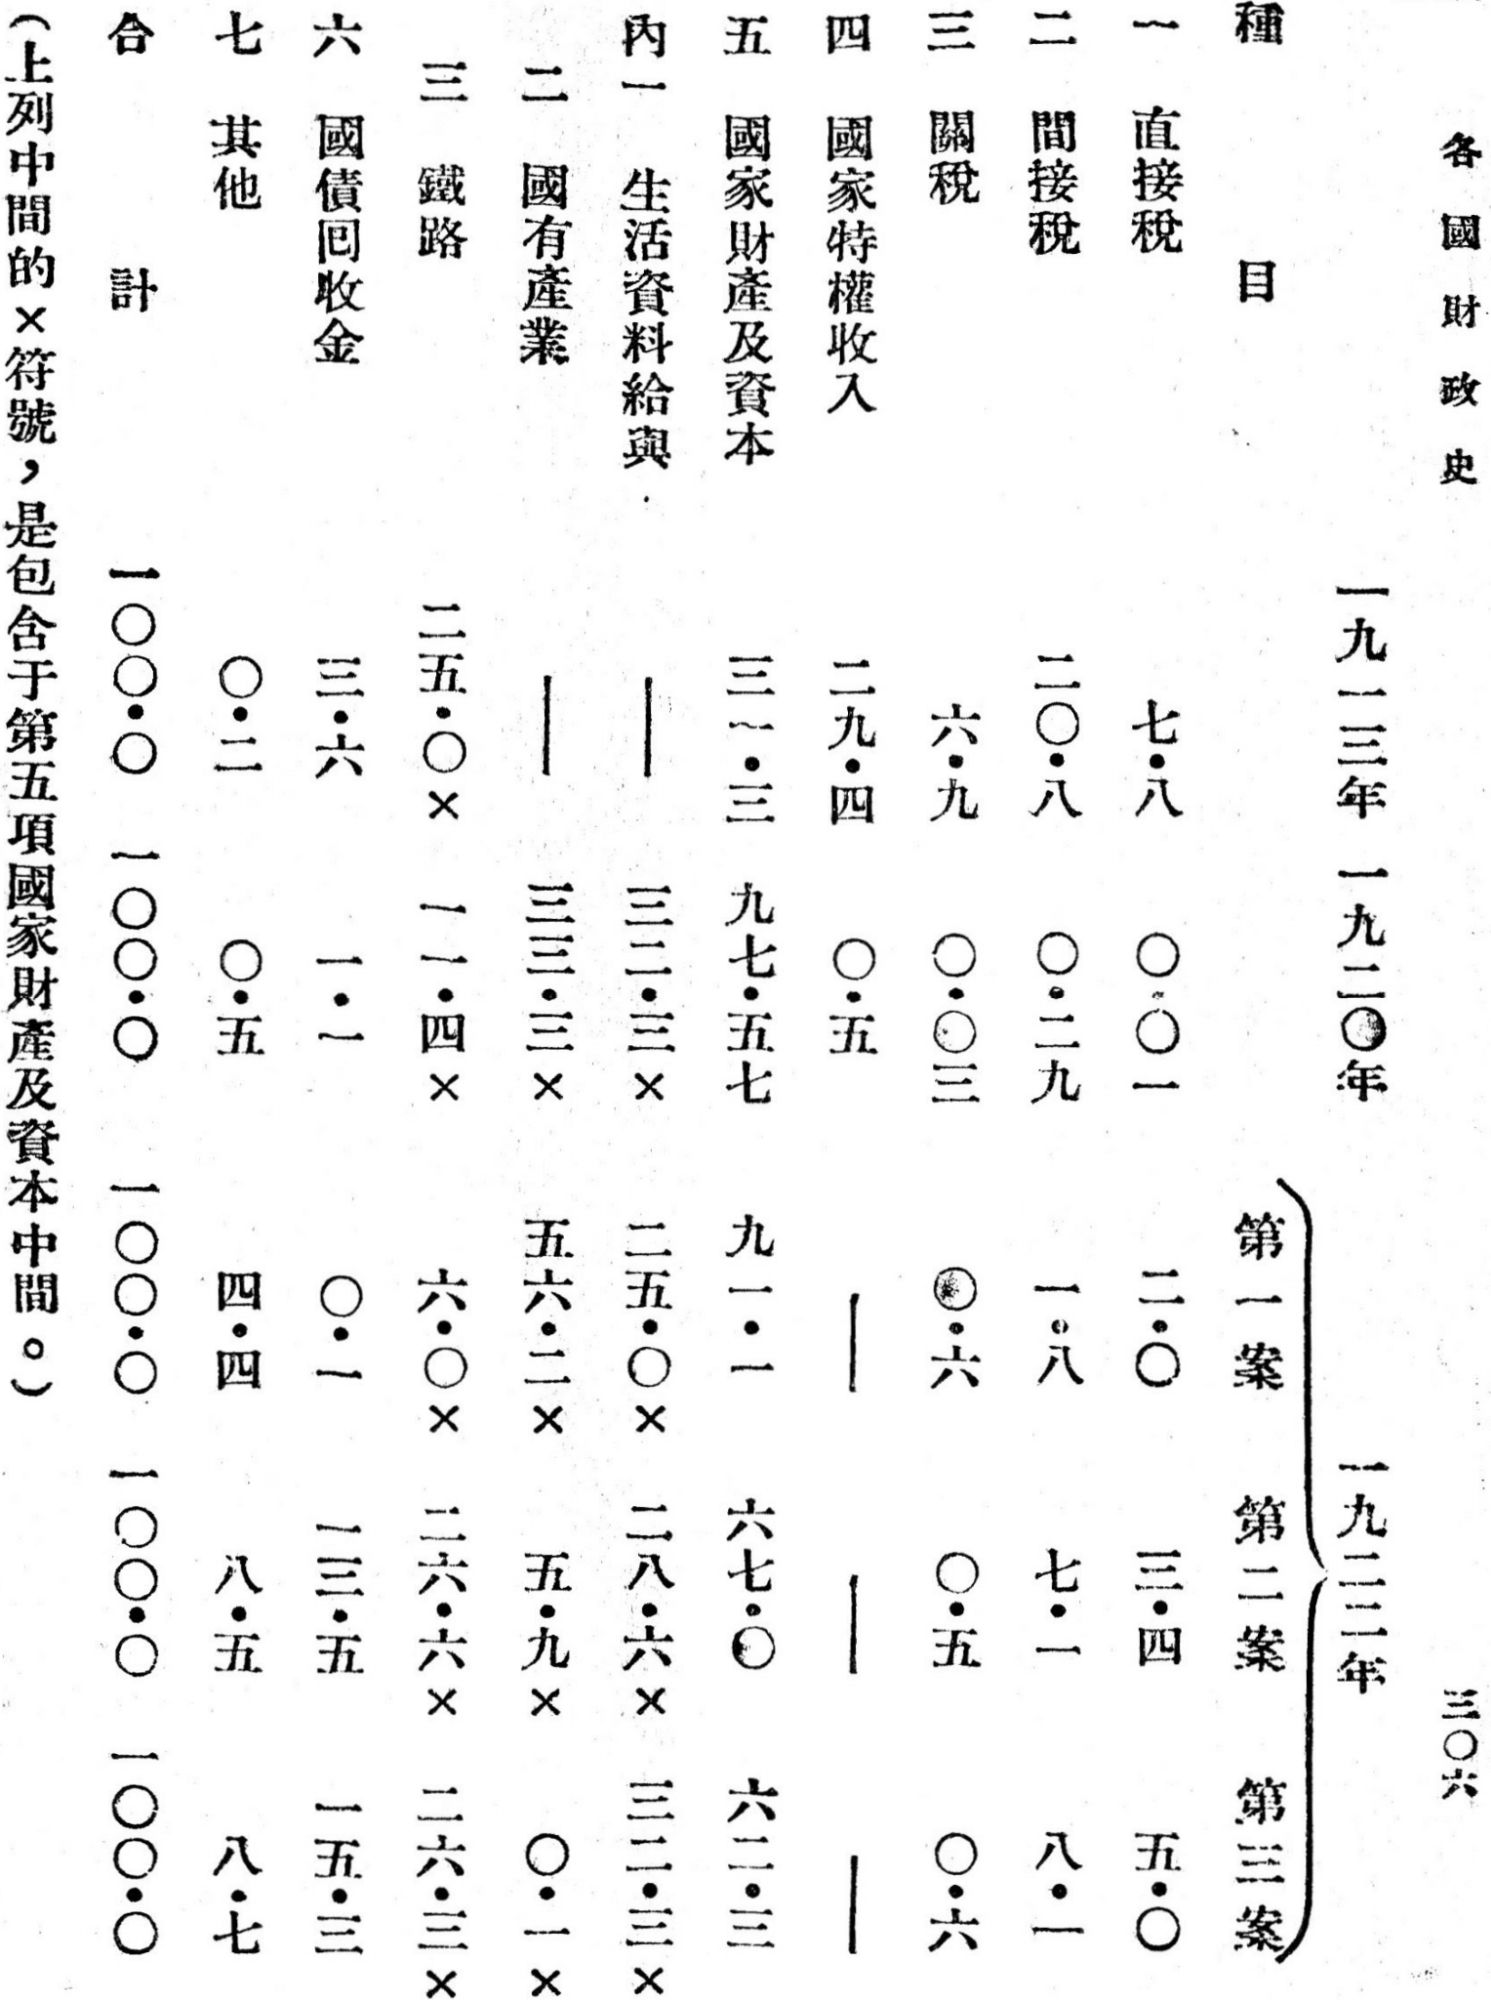 各國財政史
三〇六
一九一三年 一九二〇年 一九二二年
種目 第一案 第二案 第三案
一 直接稅 七・八 〇・〇一 二・〇 三・四 五・〇
二 間接稅 二〇・八 〇・二九 一・八 七・一 八・一
三 關稅 六・九 〇・〇三 〇・六 〇・五 〇・六
四 國家特權收入 二九・四 〇・五 — — —
五 國家財產及資本 三一・三 九七・五七 九一・一 六七・〇 六二・三
內一 生活資料給與 — 三二・三× 二五・〇× 二八・六× 三二・三×
二 國有產業 — 三三・三× 五六・二× 五・九× 〇・一×
三 鐵路 二五・〇× 一一・四× 六・〇× 二六・六× 二六・三×
六 國債回收金 三・六 一・一 〇・一 一三・五 一五・三
七 其他 〇・二 〇・五 四・四 八・五 八・七
合計 一〇〇・〇 一〇〇・〇 一〇〇・〇 一〇〇・〇 一〇〇・〇
(上列中間的×符號，是包含于第五項國家財產及資本中間。)